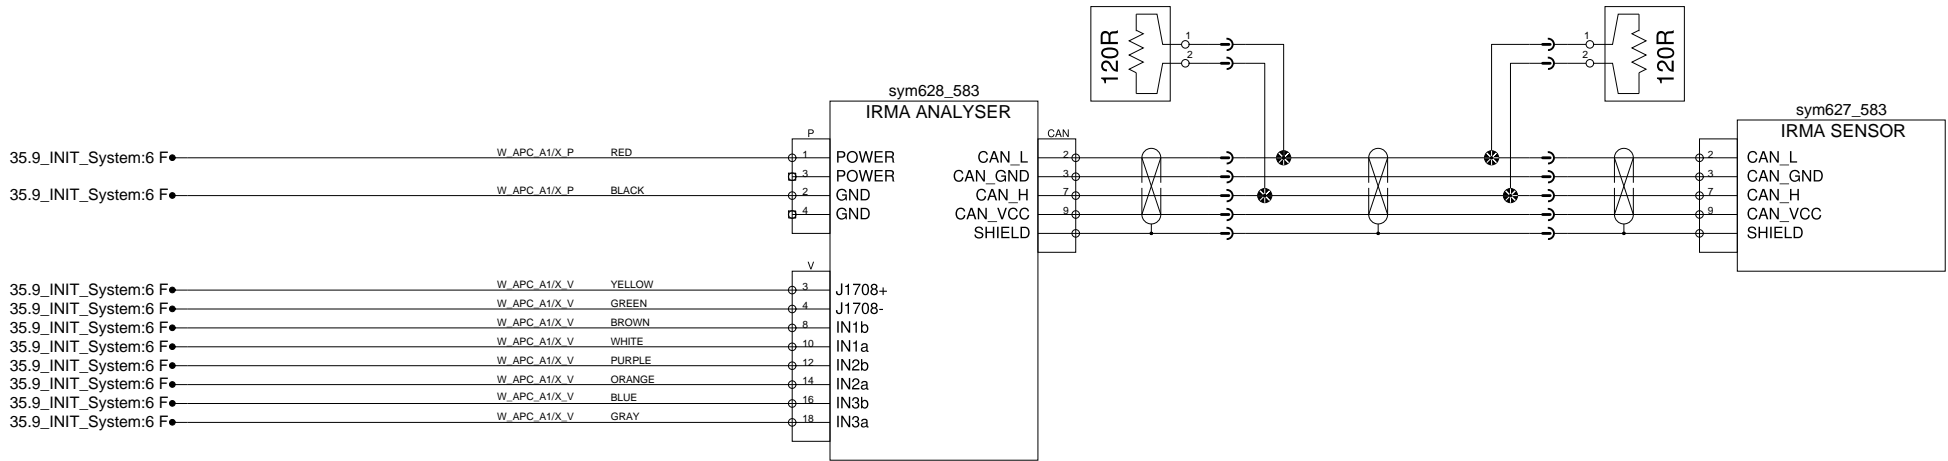 120R 1 2
1 2 120R
sym628_583
IRMA ANALYSER
sym627_583
IRMA SENSOR
P
CAN
35.9_INIT_System:6 F W_APC_A1/X_P RED 1 POWER CAN_L 2 2 CAN_L
3 POWER CAN_GND 3 3 CAN_GND
35.9_INIT_System:6 F W_APC_A1/X_P BLACK 2 GND CAN_H 7 7 CAN_H
4 GND CAN_VCC 9 9 CAN_VCC
SHIELD SHIELD
V
35.9_INIT_System:6 F W_APC_A1/X_V YELLOW 3 J1708+
35.9_INIT_System:6 F W_APC_A1/X_V GREEN 4 J1708-
35.9_INIT_System:6 F W_APC_A1/X_V BROWN 8 IN1b
35.9_INIT_System:6 F W_APC_A1/X_V WHITE 10 IN1a
35.9_INIT_System:6 F W_APC_A1/X_V PURPLE 12 IN2b
35.9_INIT_System:6 F W_APC_A1/X_V ORANGE 14 IN2a
35.9_INIT_System:6 F W_APC_A1/X_V BLUE 16 IN3b
35.9_INIT_System:6 F W_APC_A1/X_V GRAY 18 IN3a